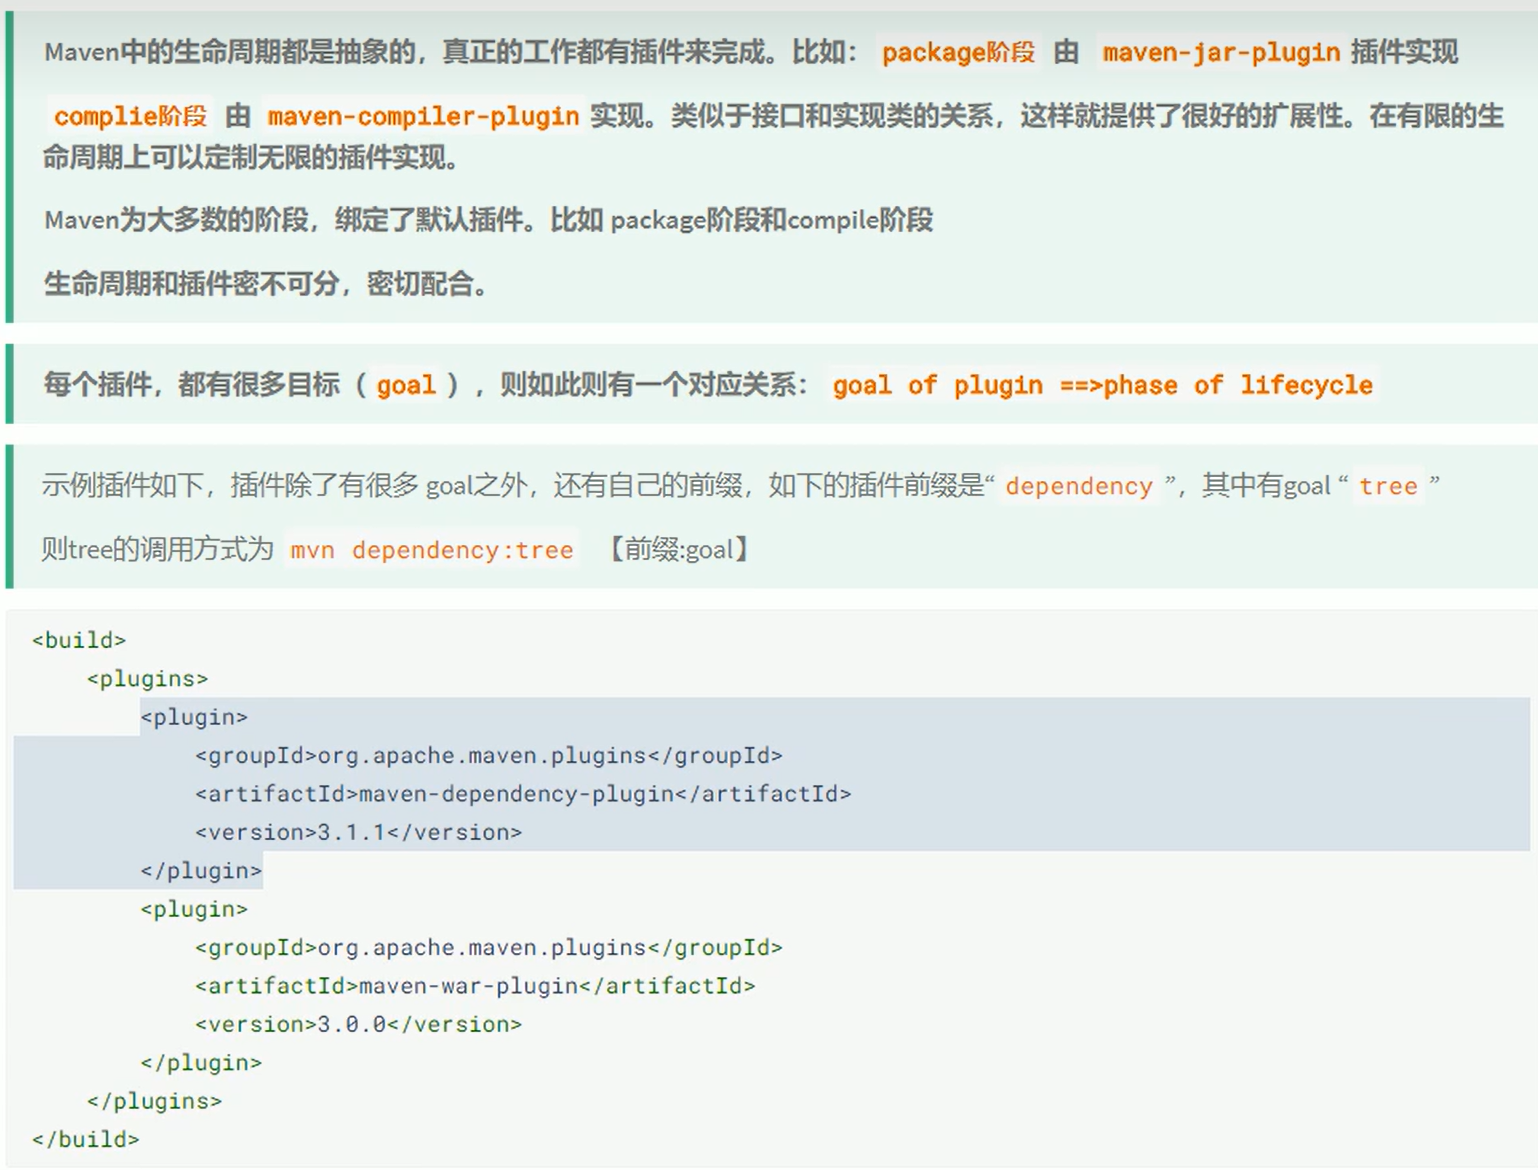 Maven中的生命周期都是抽象的，真正的工作都有插件来完成。比如： package阶段 由 maven-jar-plugin 插件实现
complie阶段 由 maven-compiler-plugin 实现。类似于接口和实现类的关系，这样就提供了很好的扩展性。在有限的生
命周期上可以定制无限的插件实现。
Maven为大多数的阶段，绑定了默认插件。比如 package阶段和compile阶段
生命周期和插件密不可分，密切配合。
每个插件，都有很多目标（ goal ），则如此则有一个对应关系： goal of plugin ==>phase of lifecycle
示例插件如下，插件除了有很多 goal之外，还有自己的前缀，如下的插件前缀是“ dependency ”，其中有goal “ tree ”
则tree的调用方式为 mvn dependency:tree 【前缀:goal】
<build>
    <plugins>
        <plugin>
            <groupId>org.apache.maven.plugins</groupId>
            <artifactId>maven-dependency-plugin</artifactId>
            <version>3.1.1</version>
        </plugin>
        <plugin>
            <groupId>org.apache.maven.plugins</groupId>
            <artifactId>maven-war-plugin</artifactId>
            <version>3.0.0</version>
        </plugin>
    </plugins>
</build>